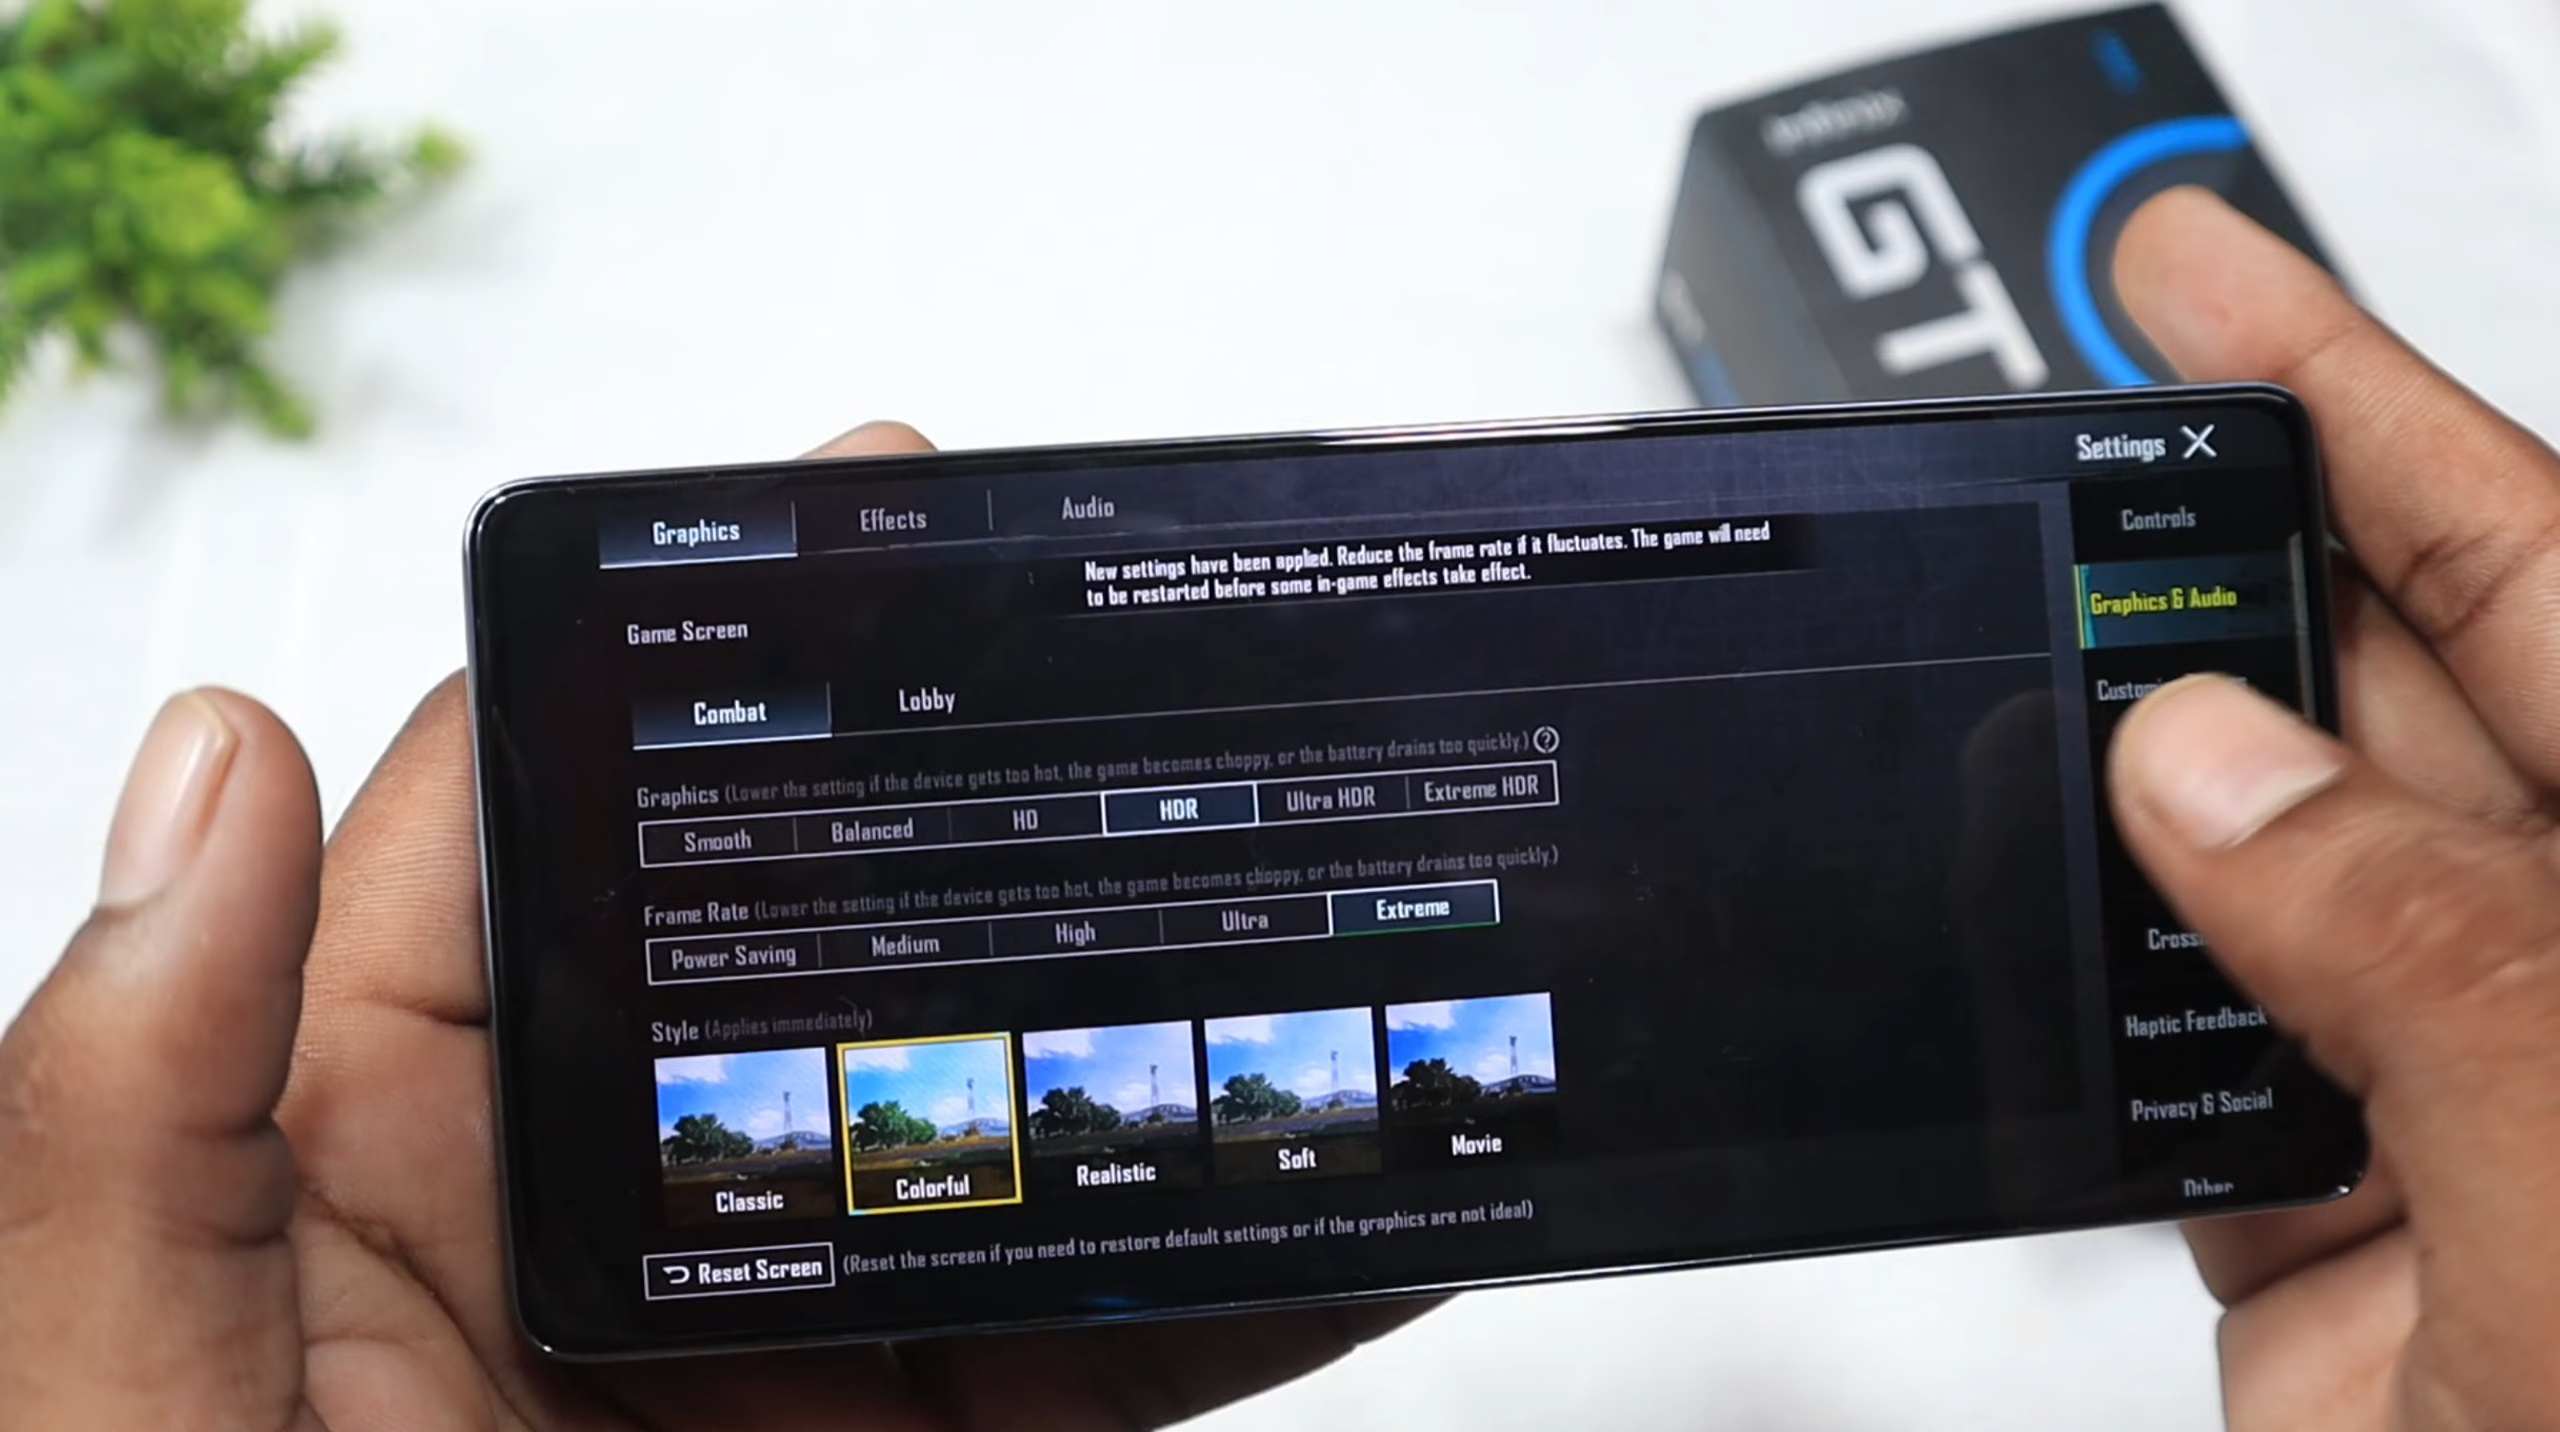 GT
Settings
Graphics
Effects
Audio
New settings have been applied. Reduce the frame rate if it fluctuates. The game will need
to be restarted before some in-game effects take effect.
Game Screen
Combat
Lobby
Graphics (Lower the setting if the device gets too hot, the game becomes choppy, or the battery drains too quickly.) ?
Smooth
Balanced
HD
HDR
Ultra HDR
Extreme HDR
Frame Rate (Lower the setting if the device gets too hot, the game becomes choppy, or the battery drains too quickly.)
Power Saving
Medium
High
Ultra
Extreme
Style (Applies immediately)
Classic
Colorful
Realistic
Soft
Movie
Reset Screen (Reset the screen if you need to restore default settings or if the graphics are not ideal)
Controls
Graphics & Audio
Haptic Feedback
Privacy & Social
Other